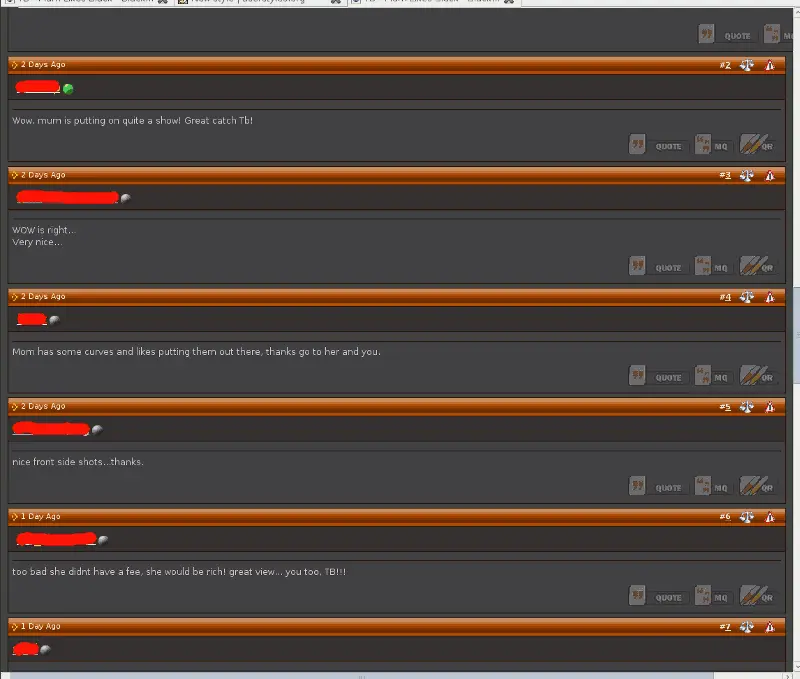 QUOTE
2 Days Ago #2
Wow, mum is putting on quite a show! Great catch Tb!
QUOTE MQ QR
2 Days Ago #3
WOW is right...
Very nice...
QUOTE MQ QR
2 Days Ago #4
Mom has some curves and likes putting them out there, thanks go to her and you.
QUOTE MQ QR
2 Days Ago #5
nice front side shots...thanks.
QUOTE MQ QR
1 Day Ago #6
too bad she didnt have a fee, she would be rich! great view... you too, TB!!!
QUOTE MQ QR
1 Day Ago #7